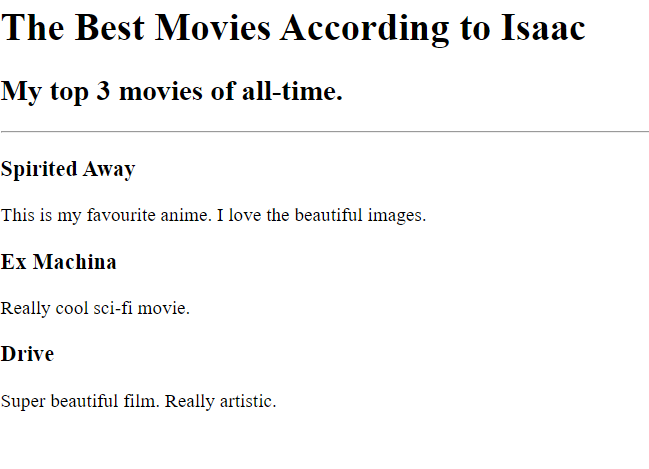 The Best Movies According to Isaac
My top 3 movies of all-time.
Spirited Away
This is my favourite anime. I love the beautiful images.
Ex Machina
Really cool sci-fi movie.
Drive
Super beautiful film. Really artistic.